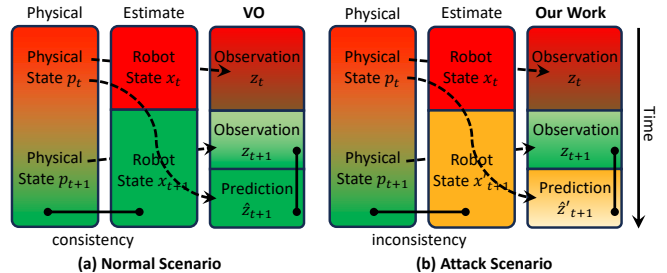 Physical Estimate VO
Physical
State p_t
Robot
State x_t
Observation
z_t
Physical
State p_{t+1}
Robot
State x_{t+1}
Observation
z_{t+1}
Prediction
ẑ_{t+1}
consistency
(a) Normal Scenario
Physical Estimate Our Work
Physical
State p_t
Robot
State x_t
Observation
z_t
Physical
State p_{t+1}
Robot
State x'_{t+1}
Observation
z_{t+1}
Prediction
ẑ'_{t+1}
inconsistency
(b) Attack Scenario
Time